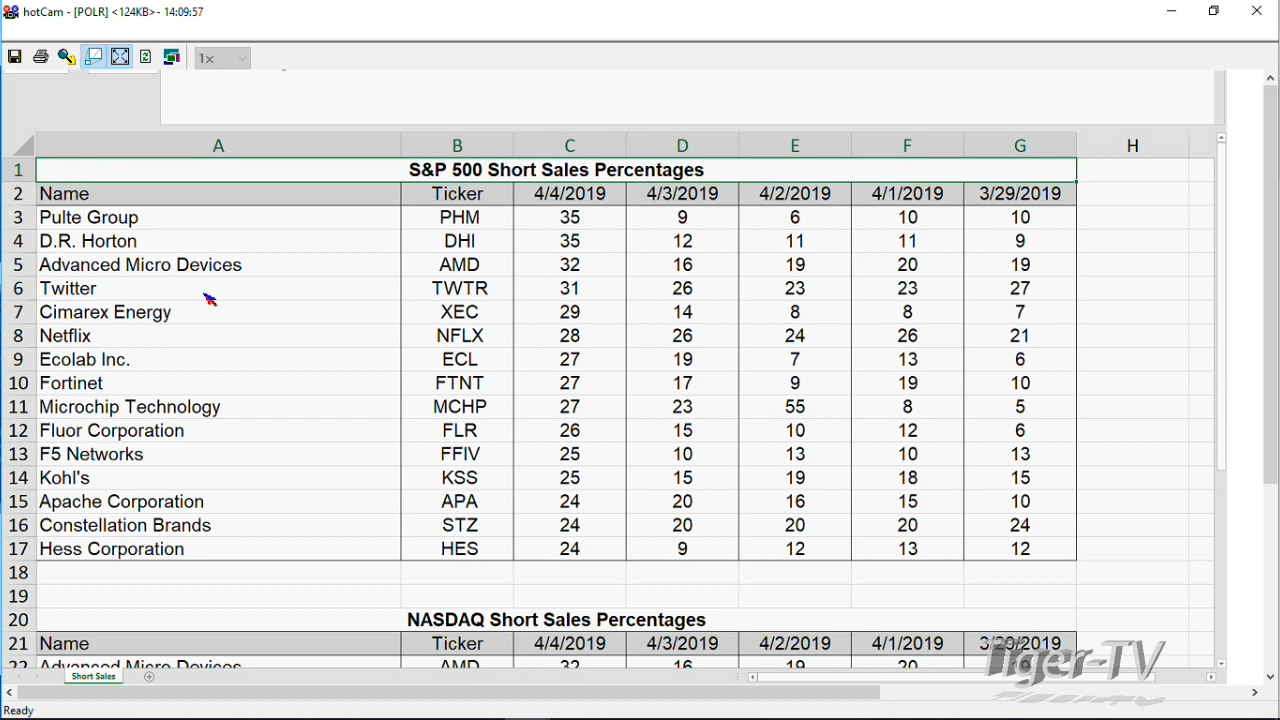 hotCam - [POLR] <124KB>- 14:09:57
1x
A B C D E F G H
1 S&P 500 Short Sales Percentages
2 Name Ticker 4/4/2019 4/3/2019 4/2/2019 4/1/2019 3/29/2019
3 Pulte Group PHM 35 9 6 10 10
4 D.R. Horton DHI 35 12 11 11 9
5 Advanced Micro Devices AMD 32 16 19 20 19
6 Twitter TWTR 31 26 23 23 27
7 Cimarex Energy XEC 29 14 8 8 7
8 Netflix NFLX 28 26 24 26 21
9 Ecolab Inc. ECL 27 19 7 13 6
10 Fortinet FTNT 27 17 9 19 10
11 Microchip Technology MCHP 27 23 55 8 5
12 Fluor Corporation FLR 26 15 10 12 6
13 F5 Networks FFIV 25 10 13 10 13
14 Kohl's KSS 25 15 19 18 15
15 Apache Corporation APA 24 20 16 15 10
16 Constellation Brands STZ 24 20 20 20 24
17 Hess Corporation HES 24 9 12 13 12
18
19
20 NASDAQ Short Sales Percentages
21 Name Ticker 4/4/2019 4/3/2019 4/2/2019 4/1/2019 3/29/2019
22 Advanced Micro Devices AMD 32 16 19 20 19
Tiger-TV
Short Sales
Ready